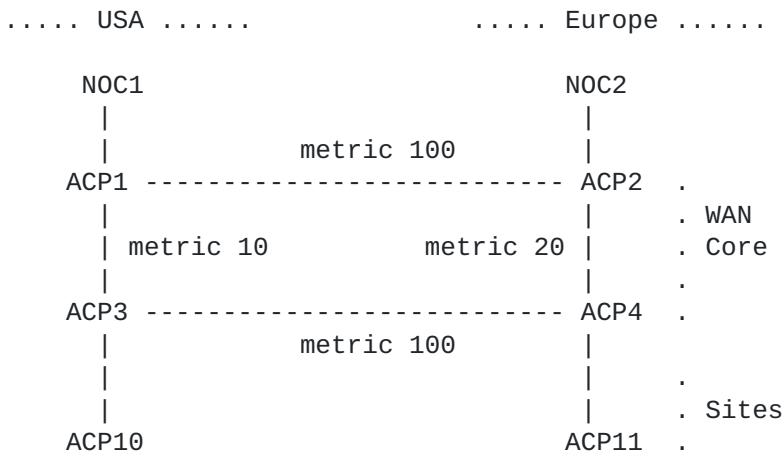 ..... USA ......              ..... Europe ......
     NOC1                           NOC2
      |                              |
      |            metric 100        |
    ACP1 --------------------------- ACP2  .
      |                              |     . WAN
      | metric 10          metric 20 |     . Core
      |                              |     .
    ACP3 --------------------------- ACP4  .
      |            metric 100        |
      |                              |     .
      |                              |     . Sites
    ACP10                           ACP11  .